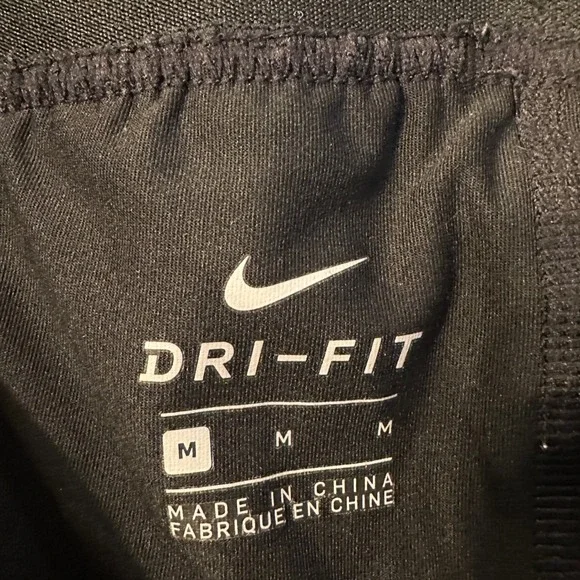 DRI-FIT
M M M
MADE IN CHINA
FABRIQUE EN CHINE